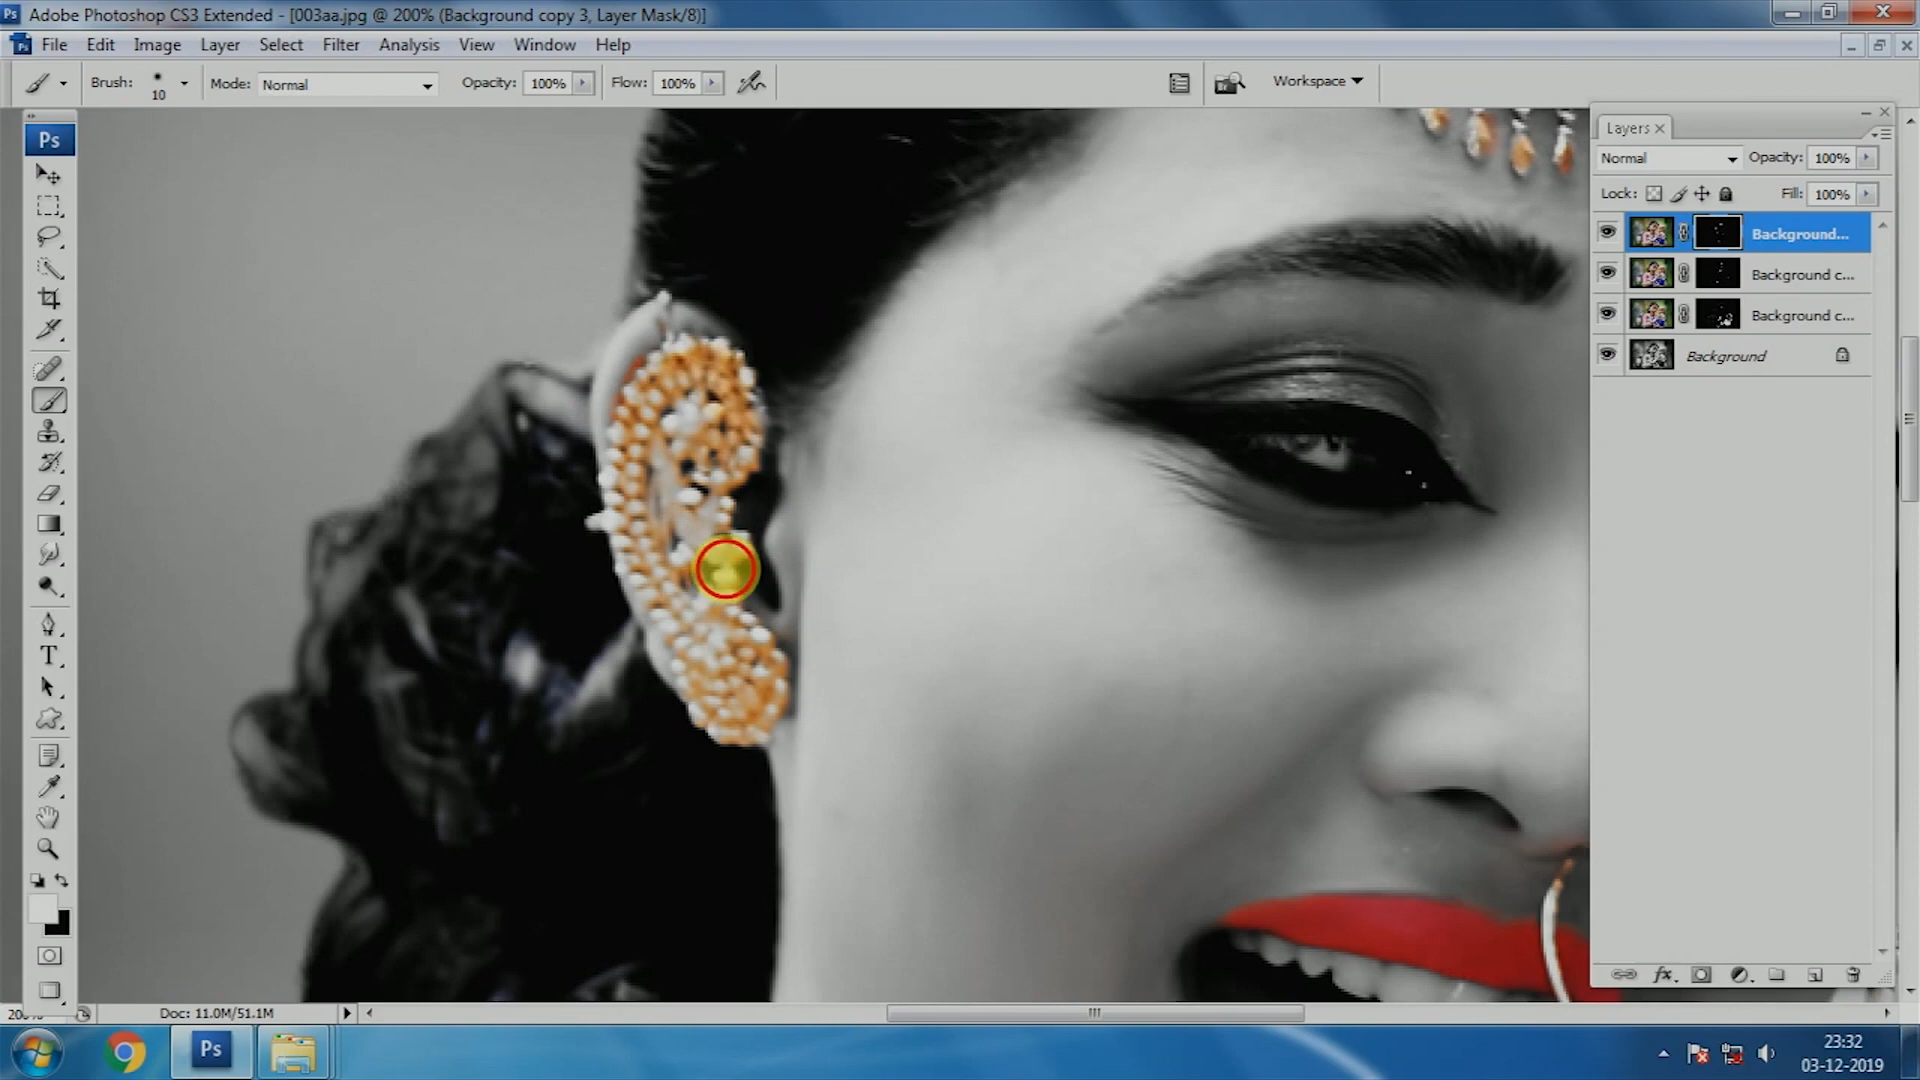 Adobe Photoshop CS3 Extended - [003aa.jpg @ 200% (Background copy 3, Layer Mask/8)]
File Edit Image Layer Select Filter Analysis View Window Help
Brush: 10 Mode: Normal Opacity: 100% Flow: 100% Workspace
Ps
Layers
Normal Opacity: 100%
Lock: Fill: 100%
Background...
Background c...
Background c...
Background
Doc: 11.0M/51.1M
Ps
23:32
03-12-2019